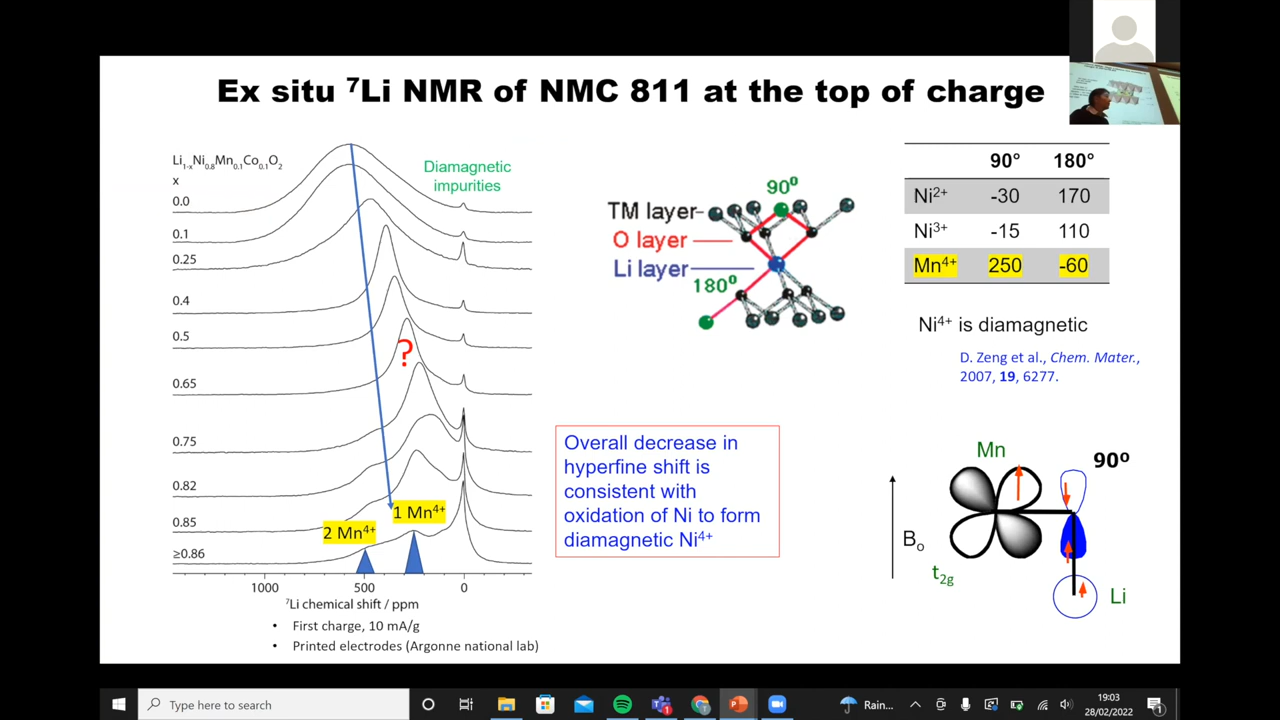 Ex situ ⁷Li NMR of NMC 811 at the top of charge
Li₁₋ₓNi₀.₈Mn₀.₁Co₀.₁O₂
x
0.0
0.1
0.25
0.4
0.5
0.65
0.75
0.82
0.85
≥0.86
Diamagnetic
impurities
?
1 Mn⁴⁺
2 Mn⁴⁺
1000 500 0
⁷Li chemical shift / ppm
• First charge, 10 mA/g
• Printed electrodes (Argonne national lab)
90⁰
TM layer
O layer
Li layer
180⁰
90° 180°
Ni²⁺ -30 170
Ni³⁺ -15 110
Mn⁴⁺ 250 -60
Ni⁴⁺ is diamagnetic
D. Zeng et al., Chem. Mater.,
2007, 19, 6277.
Overall decrease in
hyperfine shift is
consistent with
oxidation of Ni to form
diamagnetic Ni⁴⁺
Mn
90⁰
B₀
t₂g
Li
Type here to search
Rain...
19:03
28/02/2022